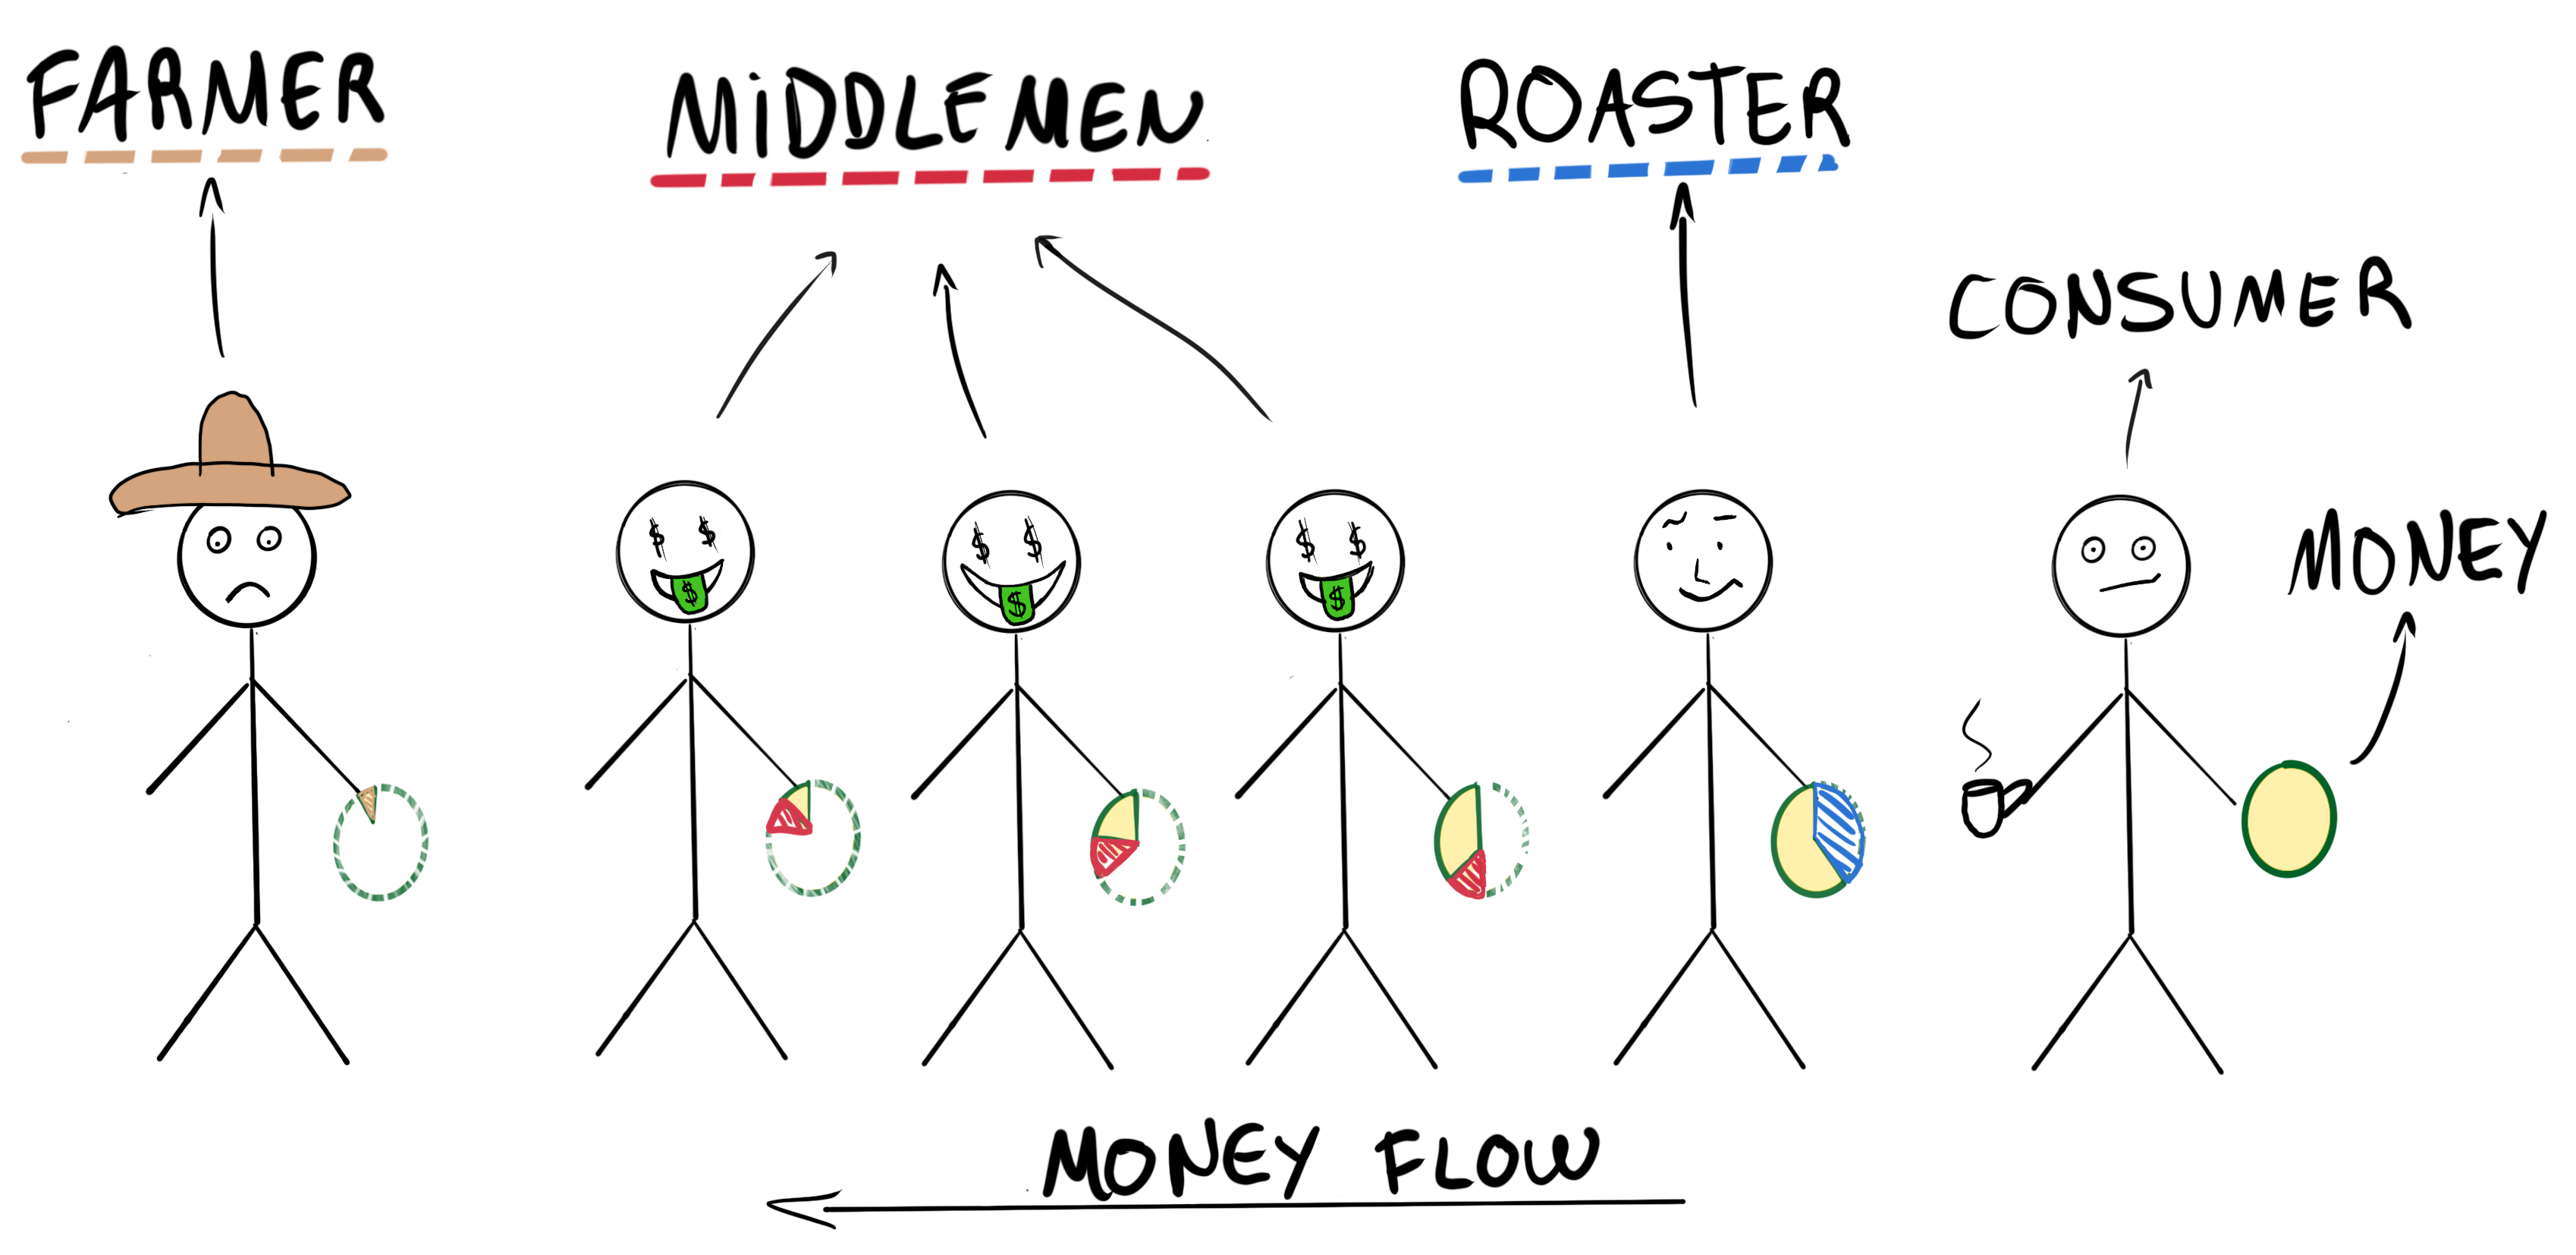 FARMER
MiDDLEMEN
ROASTER
CONSUMER
MONEY
$ $
$
$ $
$
$ $
$
MONEY FLOW